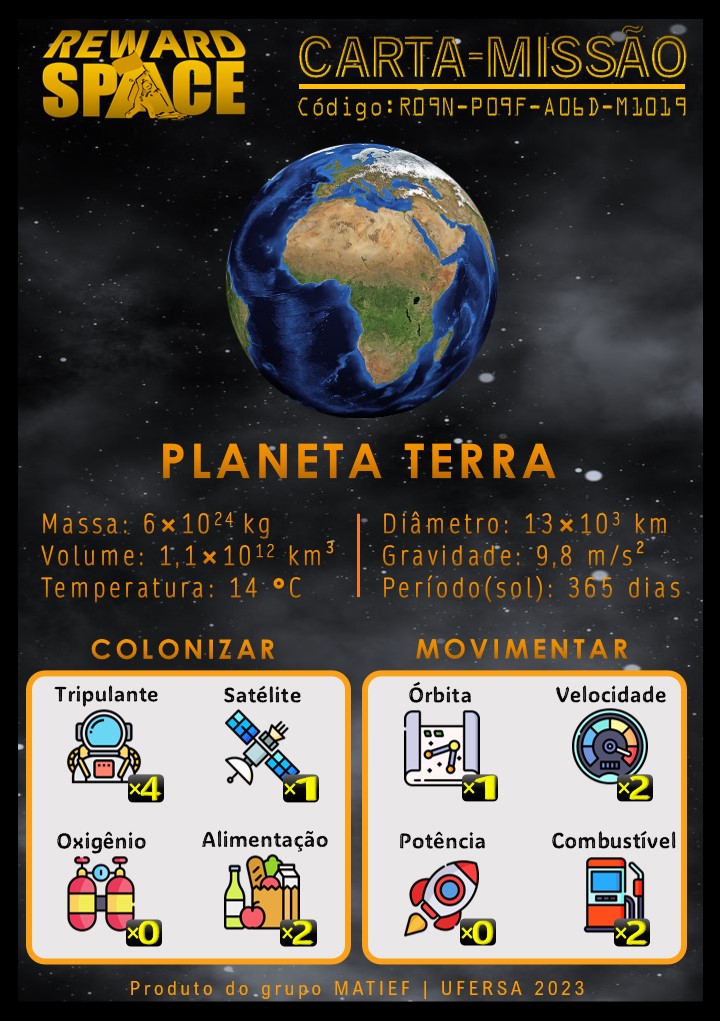 REWARD
SPACE
CARTA-MISSÃO
Código:R09N-P09F-A06D-M1019
PLANETA TERRA
Massa: 6×10²⁴ kg
Volume: 1,1×10¹² km³
Temperatura: 14 °C
Diâmetro: 13×10³ km
Gravidade: 9,8 m/s²
Período(sol): 365 dias
COLONIZAR
Tripulante
×4
Satélite
×1
Oxigênio
×0
Alimentação
×2
MOVIMENTAR
Órbita
×1
Velocidade
×2
Potência
×0
Combustível
×2
Produto do grupo MATIEF | UFERSA 2023